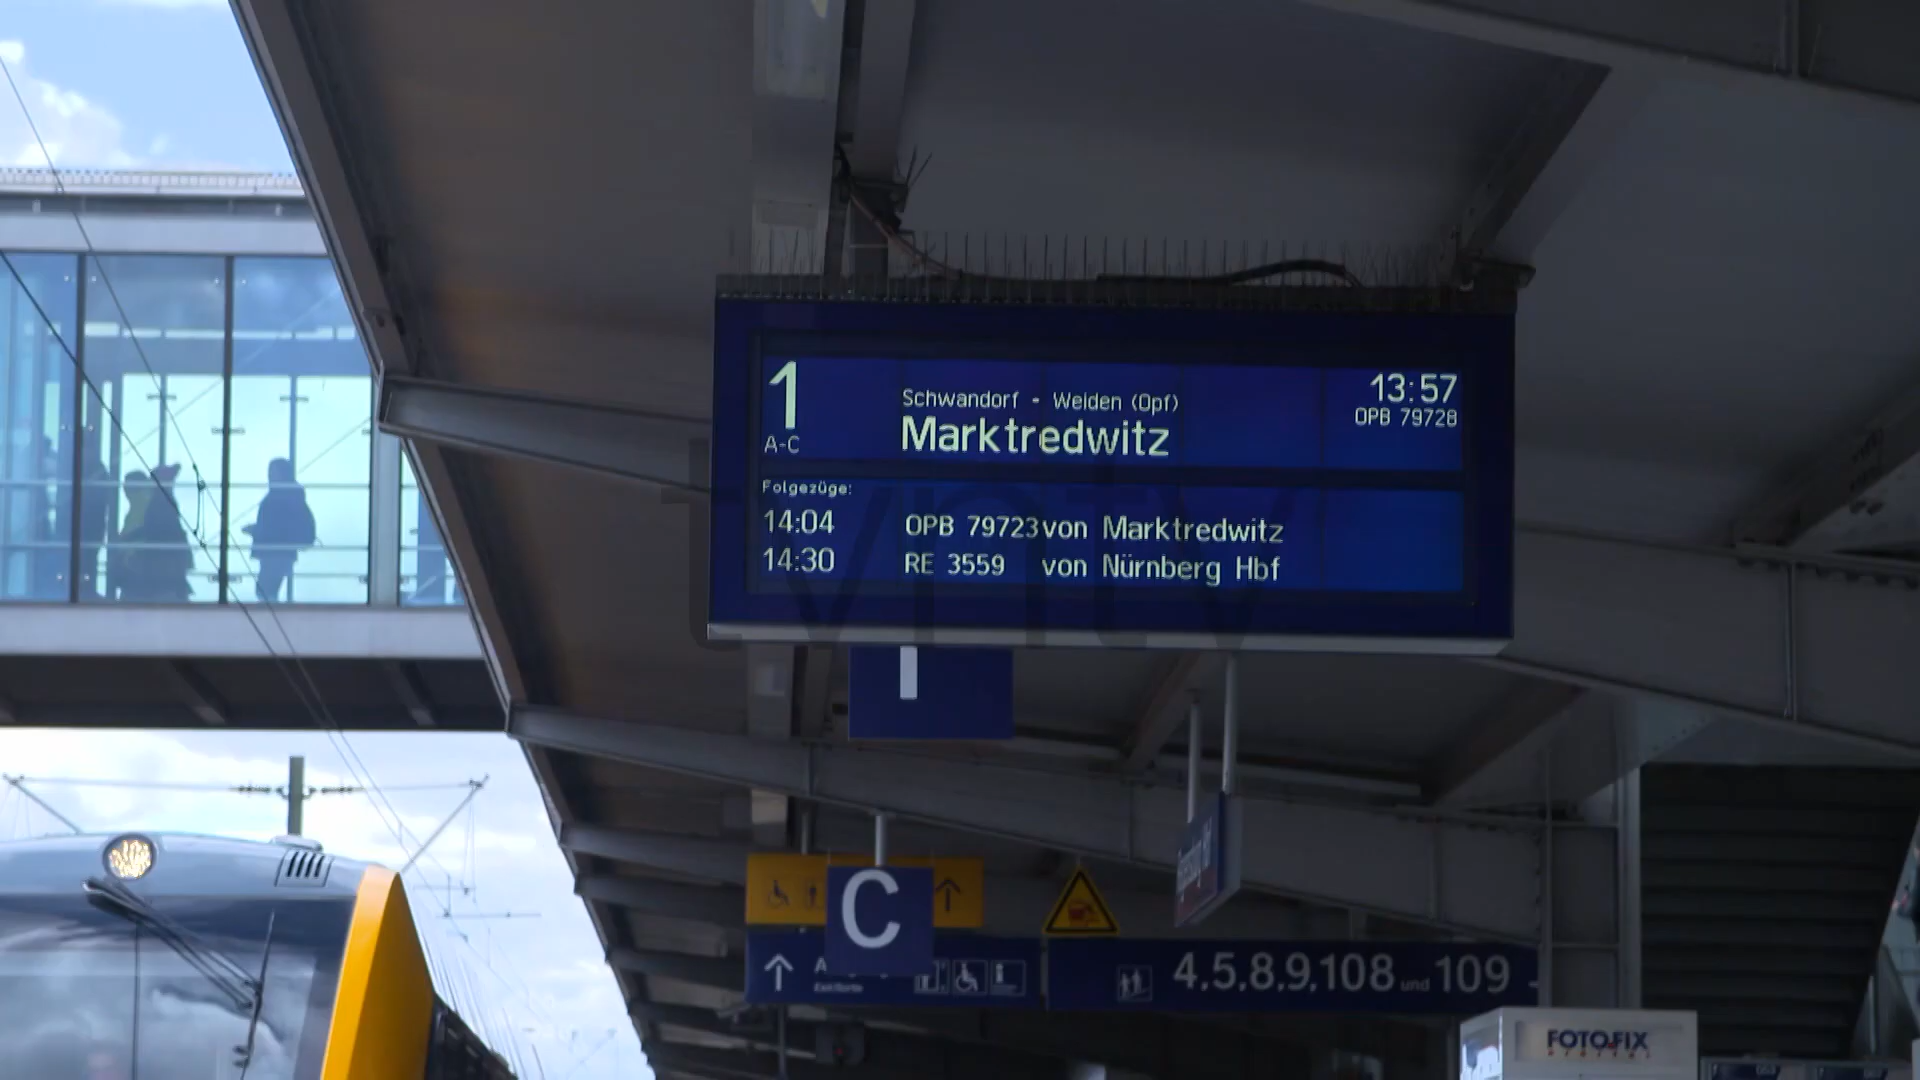 1
A-C
Schwandorf - Weiden (Opf)
Marktredwitz
13:57
OPB 79728
Folgezüge:
14:04 OPB 79723 von Marktredwitz
14:30 RE 3559 von Nürnberg Hbf
tvntv
C
4,5,8,9,108 und 109
FOTOFIX